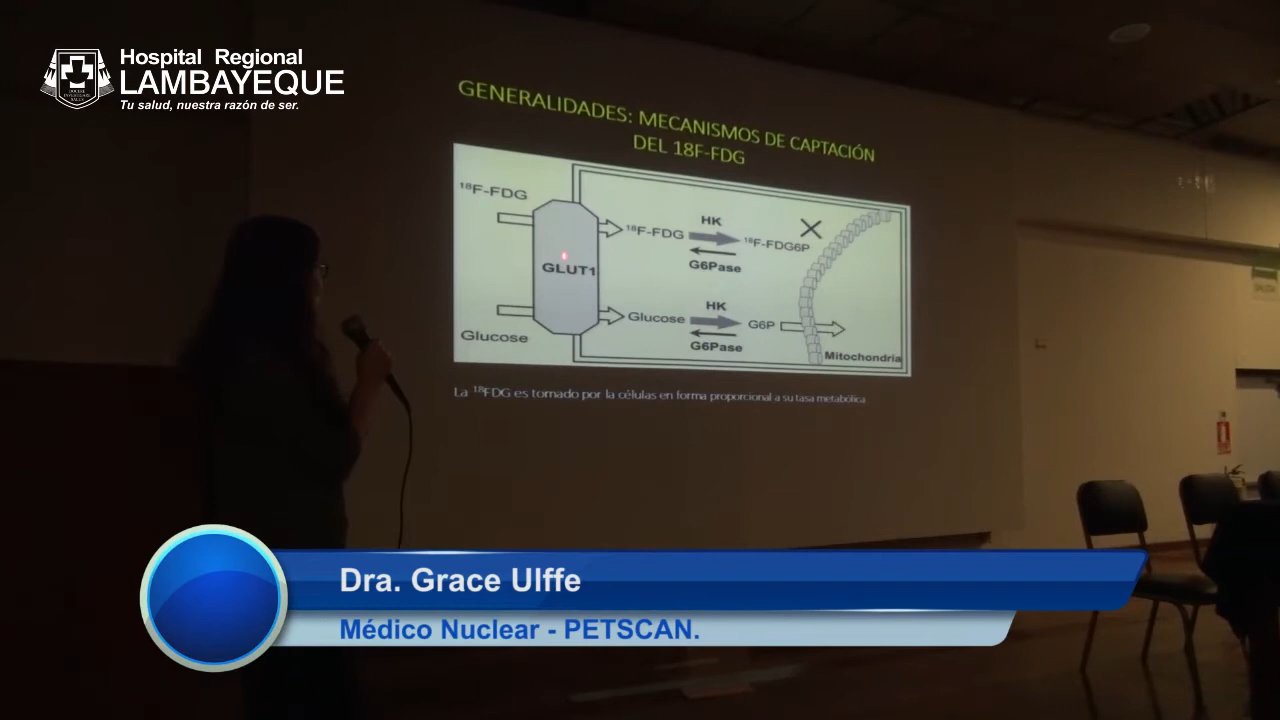 Hospital Regional
LAMBAYEQUE
Tu salud, nuestra razón de ser.
GENERALIDADES: MECANISMOS DE CAPTACIÓN
DEL 18F-FDG
¹⁸F-FDG
GLUT1
Glucose
¹⁸F-FDG
HK
G6Pase
¹⁸F-FDG6P
Glucose
HK
G6Pase
G6P
Mitochondria
La ¹⁸FDG es tomado por la células en forma proporcional a su tasa metabólica
Dra. Grace Ulffe
Médico Nuclear - PETSCAN.